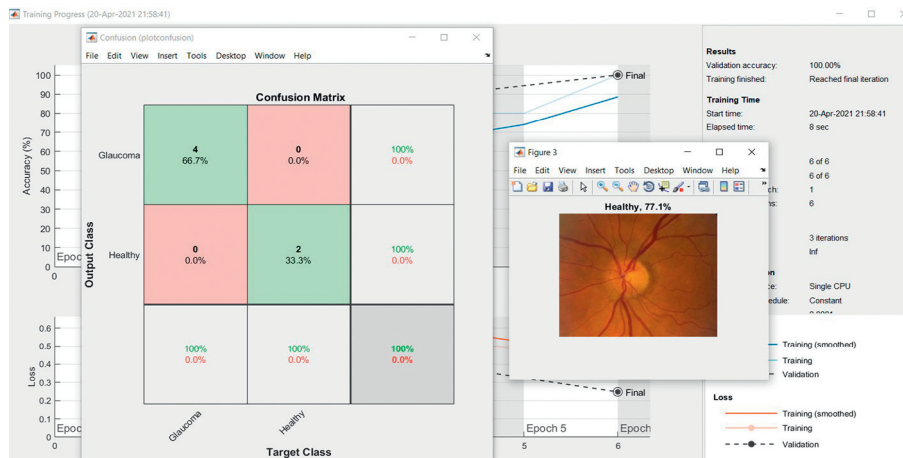 Training Progress (20-Apr-2021 21:58:41)
Confusion (plotconfusion)
File Edit View Insert Tools Desktop Window Help
Confusion Matrix
Output Class
Glaucoma
4
66.7%
0
0.0%
100%
0.0%
Healthy
0
0.0%
2
33.3%
100%
0.0%
100%
0.0%
100%
0.0%
100%
0.0%
Glaucoma
Healthy
Target Class
Accuracy (%)
100
90
80
70
60
50
40
30
20
10
0
Epoc
0
Final
Loss
0.6
0.5
0.4
0.3
0.2
0.1
0
Epoc
0
Epoch 5
5
6
Final
Figure 3
File Edit View Insert Tools Desktop Window Help
Healthy, 77.1%
Results
Validation accuracy: 100.00%
Training finished: Reached final iteration
Training Time
Start time: 20-Apr-2021 21:58:41
Elapsed time: 8 sec
6 of 6
6 of 6
ch: 1
ns: 6
3 iterations
Inf
on
ce: Single CPU
edule: Constant
Training (smoothed)
Training
Validation
Loss
Training (smoothed)
Training
Validation